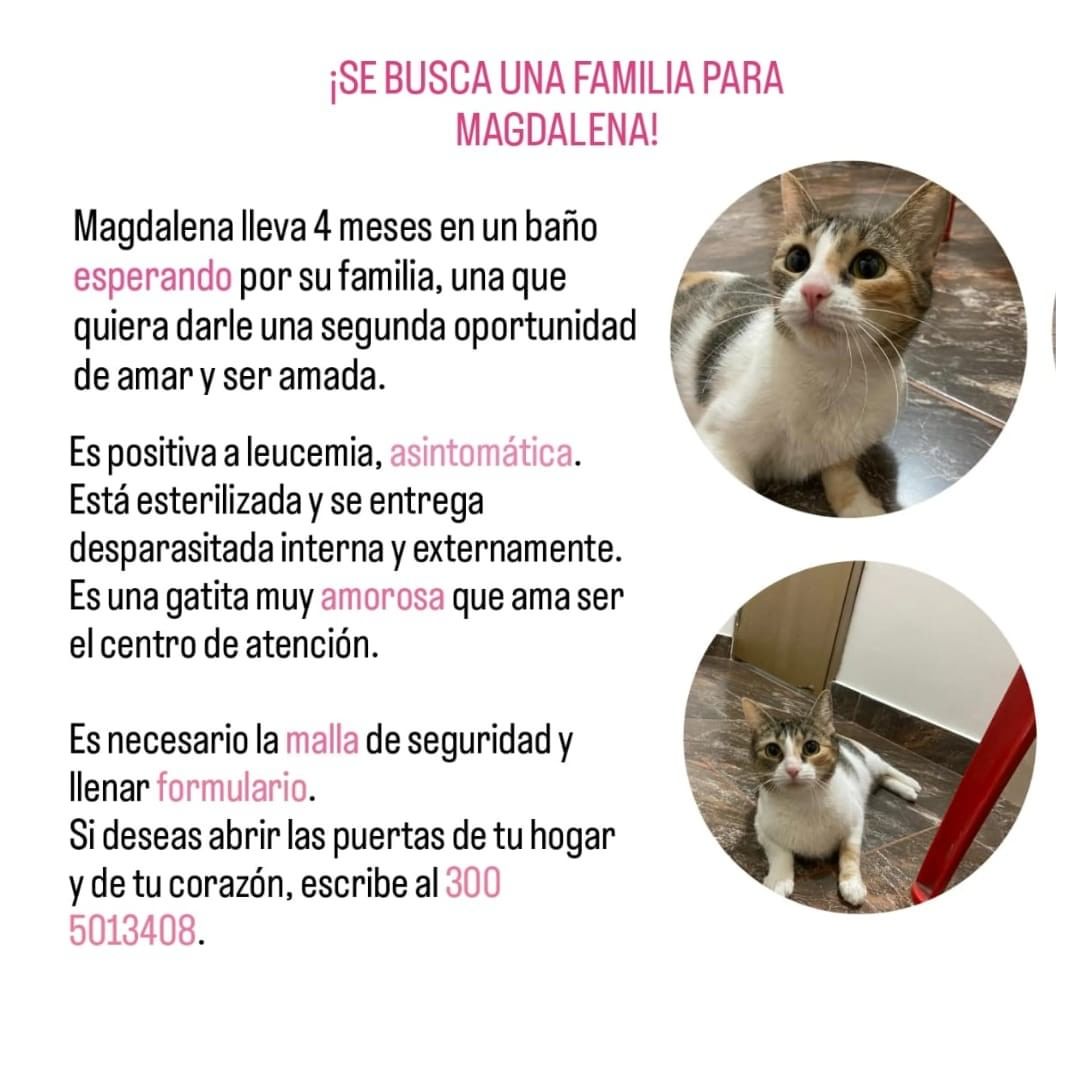 ¡SE BUSCA UNA FAMILIA PARA
MAGDALENA!
Magdalena lleva 4 meses en un baño
esperando por su familia, una que
quiera darle una segunda oportunidad
de amar y ser amada.
Es positiva a leucemia, asintomática.
Está esterilizada y se entrega
desparasitada interna y externamente.
Es una gatita muy amorosa que ama ser
el centro de atención.
Es necesario la malla de seguridad y
llenar formulario.
Si deseas abrir las puertas de tu hogar
y de tu corazón, escribe al 300
5013408.